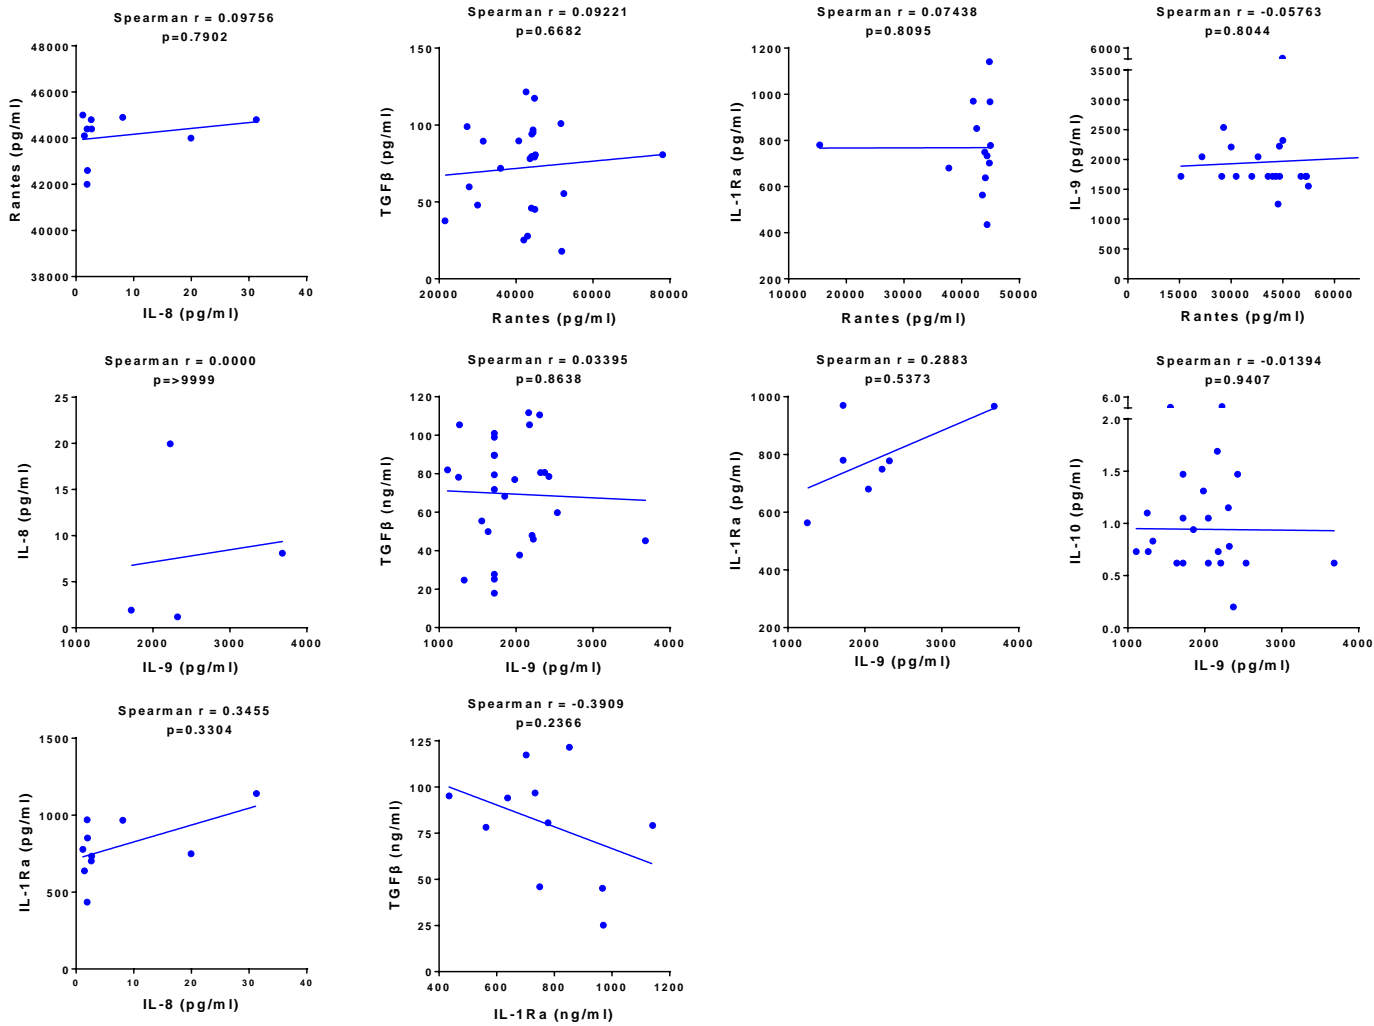 Spearman r = 0.09756
p=0.7902
48000
46000
44000
42000
40000
38000
Rantes (pg/ml)
0 10 20 30 40
IL-8 (pg/ml)
Spearman r = 0.09221
p=0.6682
150
100
50
0
TGFβ (pg/ml)
20000 40000 60000 80000
Rantes (pg/ml)
Spearman r = 0.07438
p=0.8095
1200
1000
800
600
400
200
IL-1Ra (pg/ml)
10000 20000 30000 40000 50000
Rantes (pg/ml)
Spearman r = -0.05763
p=0.8044
6000
3500
3000
2500
2000
1500
1000
500
0
IL-9 (pg/ml)
0 15000 30000 45000 60000
Rantes (pg/ml)
Spearman r = 0.0000
p=>9999
25
20
15
10
5
0
IL-8 (pg/ml)
1000 2000 3000 4000
IL-9 (pg/ml)
Spearman r = 0.03395
p=0.8638
120
100
80
60
40
20
0
TGFβ (ng/ml)
1000 2000 3000 4000
IL-9 (pg/ml)
Spearman r = 0.2883
p=0.5373
1000
800
600
400
200
IL-1Ra (pg/ml)
1000 2000 3000 4000
IL-9 (pg/ml)
Spearman r = -0.01394
p=0.9407
6.0
2.0
1.5
1.0
0.5
0.0
IL-10 (pg/ml)
1000 2000 3000 4000
IL-9 (pg/ml)
Spearman r = 0.3455
p=0.3304
1500
1000
500
0
IL-1Ra (pg/ml)
0 10 20 30 40
IL-8 (pg/ml)
Spearman r = -0.3909
p=0.2366
125
100
75
50
25
0
TGFβ (ng/ml)
400 600 800 1000 1200
IL-1Ra (ng/ml)